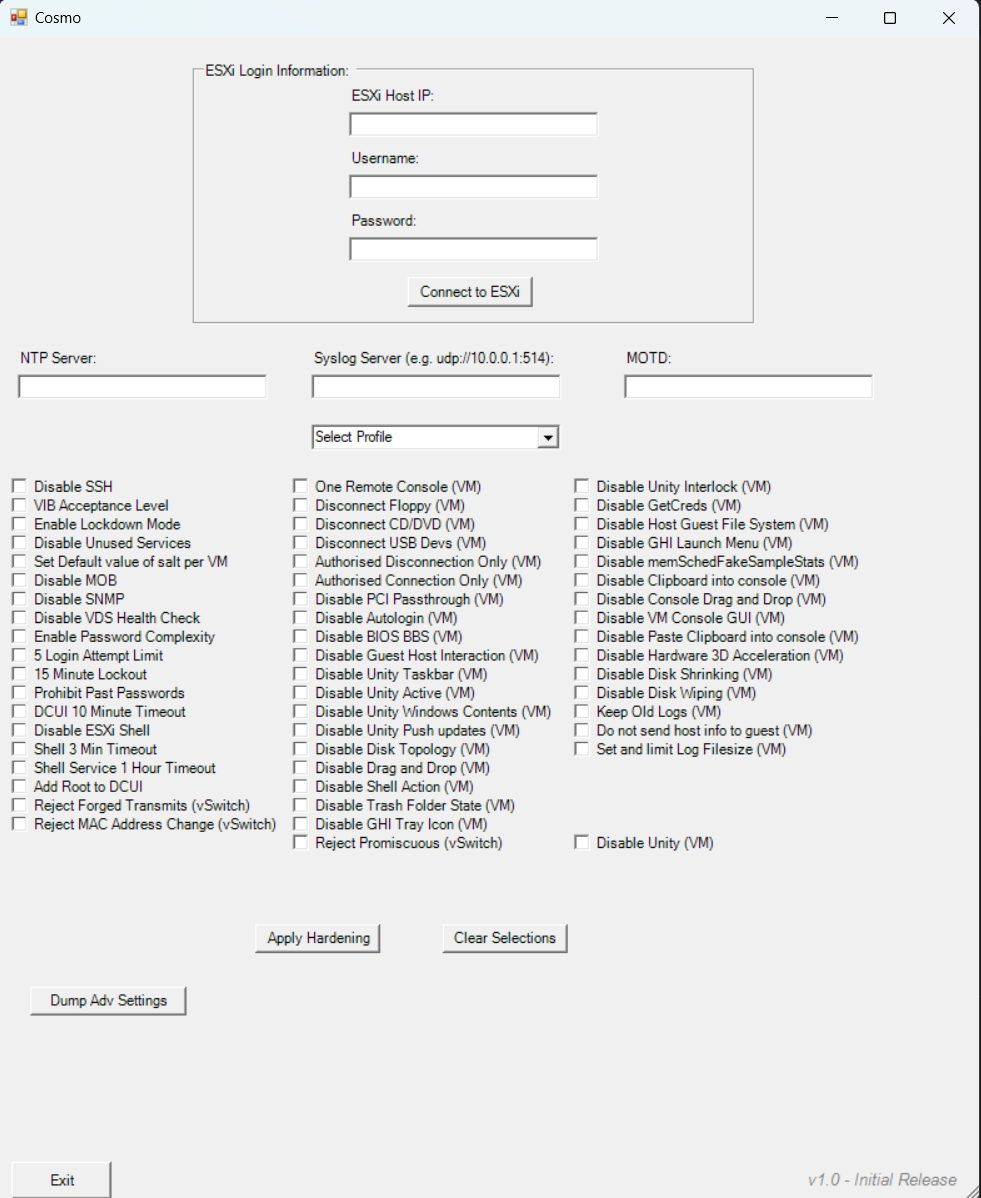 Cosmo
ESXi Login Information:
ESXi Host IP:
Username:
Password:
Connect to ESXi
NTP Server:
Syslog Server (e.g. udp://10.0.0.1:514):
MOTD:
Select Profile
Disable SSH
VIB Acceptance Level
Enable Lockdown Mode
Disable Unused Services
Set Default value of salt per VM
Disable MOB
Disable SNMP
Disable VDS Health Check
Enable Password Complexity
5 Login Attempt Limit
15 Minute Lockout
Prohibit Past Passwords
DCUI 10 Minute Timeout
Disable ESXi Shell
Shell 3 Min Timeout
Shell Service 1 Hour Timeout
Add Root to DCUI
Reject Forged Transmits (vSwitch)
Reject MAC Address Change (vSwitch)
One Remote Console (VM)
Disconnect Floppy (VM)
Disconnect CD/DVD (VM)
Disconnect USB Devs (VM)
Authorised Disconnection Only (VM)
Authorised Connection Only (VM)
Disable PCI Passthrough (VM)
Disable Autologin (VM)
Disable BIOS BBS (VM)
Disable Guest Host Interaction (VM)
Disable Unity Taskbar (VM)
Disable Unity Active (VM)
Disable Unity Windows Contents (VM)
Disable Unity Push updates (VM)
Disable Disk Topology (VM)
Disable Drag and Drop (VM)
Disable Shell Action (VM)
Disable Trash Folder State (VM)
Disable GHI Tray Icon (VM)
Reject Promiscuous (vSwitch)
Disable Unity Interlock (VM)
Disable GetCreds (VM)
Disable Host Guest File System (VM)
Disable GHI Launch Menu (VM)
Disable memSchedFakeSampleStats (VM)
Disable Clipboard into console (VM)
Disable Console Drag and Drop (VM)
Disable VM Console GUI (VM)
Disable Paste Clipboard into console (VM)
Disable Hardware 3D Acceleration (VM)
Disable Disk Shrinking (VM)
Disable Disk Wiping (VM)
Keep Old Logs (VM)
Do not send host info to guest (VM)
Set and limit Log Filesize (VM)
Disable Unity (VM)
Apply Hardening
Clear Selections
Dump Adv Settings
Exit
v1.0 - Initial Release